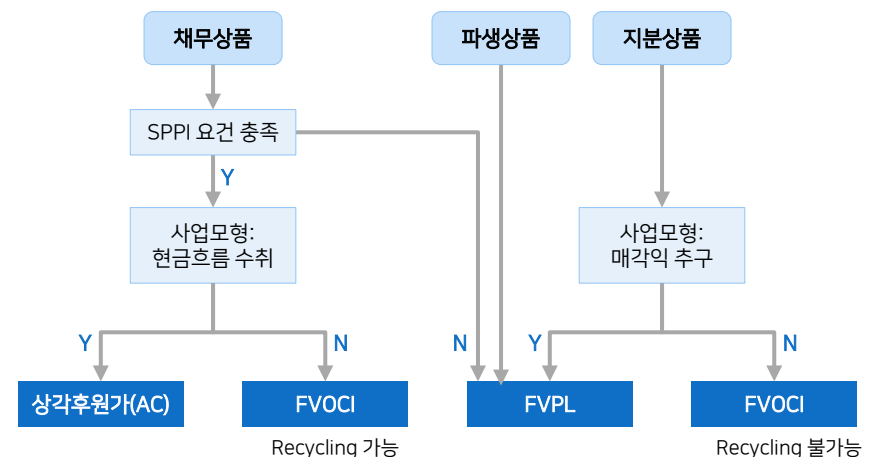 채무상품
파생상품
지분상품
SPPI 요건 충족
Y
사업모형:
현금흐름 수취
사업모형:
매각익 추구
Y
N
N
Y
N
상각후원가(AC)
FVOCI
FVPL
FVOCI
Recycling 가능
Recycling 불가능